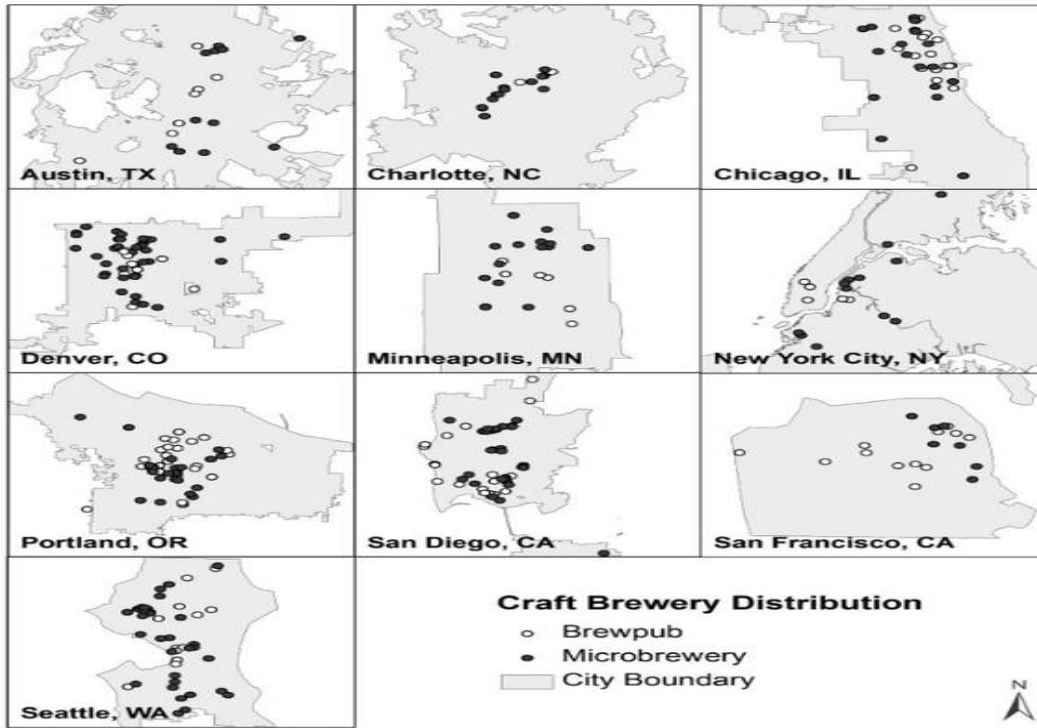 Austin, TX
Charlotte, NC
Chicago, IL
Denver, CO
Minneapolis, MN
New York City, NY
Portland, OR
San Diego, CA
San Francisco, CA
Seattle, WA
Craft Brewery Distribution
Brewpub
Microbrewery
City Boundary
N